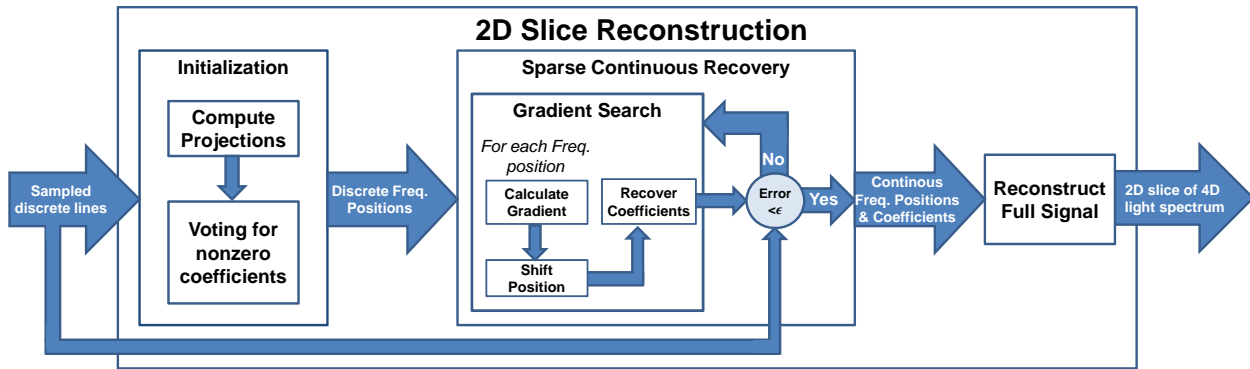 2D Slice Reconstruction
Initialization
Compute
Projections
Voting for
nonzero
coefficients
Sampled
discrete lines
Discrete Freq.
Positions
Sparse Continuous Recovery
Gradient Search
For each Freq.
position
Calculate
Gradient
Shift
Position
Recover
Coefficients
No
Error
<ϵ
Yes
Continous
Freq. Positions
& Coefficients
Reconstruct
Full Signal
2D slice of 4D
light spectrum